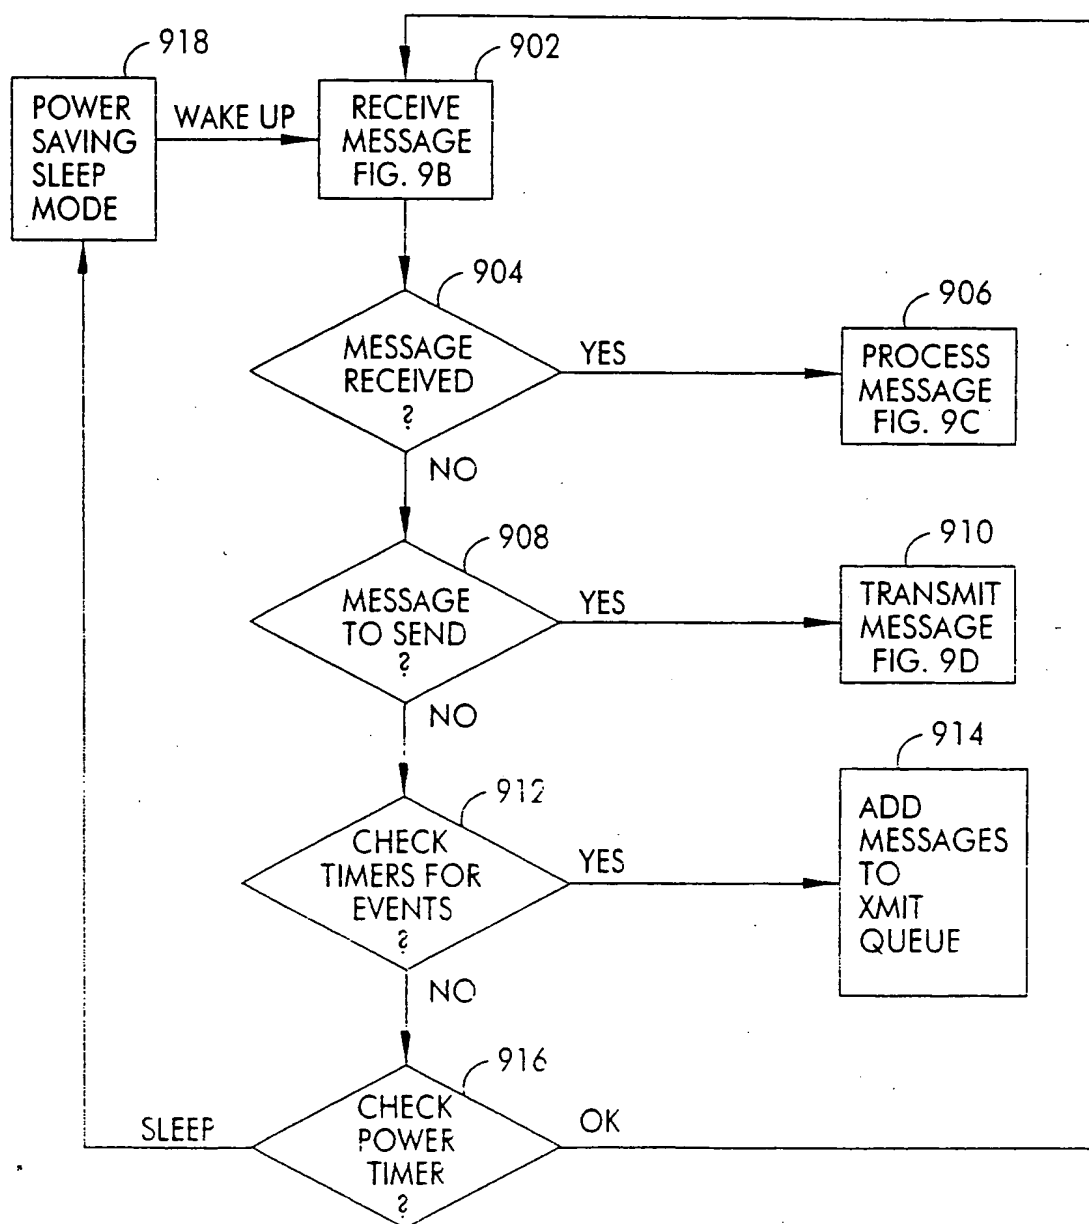 918
902
POWER
SAVING
SLEEP
MODE
WAKE UP
RECEIVE
MESSAGE
FIG. 9B
904
MESSAGE
RECEIVED
?
YES
NO
906
PROCESS
MESSAGE
FIG. 9C
908
MESSAGE
TO SEND
?
YES
NO
910
TRANSMIT
MESSAGE
FIG. 9D
912
CHECK
TIMERS FOR
EVENTS
?
YES
NO
914
ADD
MESSAGES
TO
XMIT
QUEUE
916
CHECK
POWER
TIMER
?
SLEEP
OK